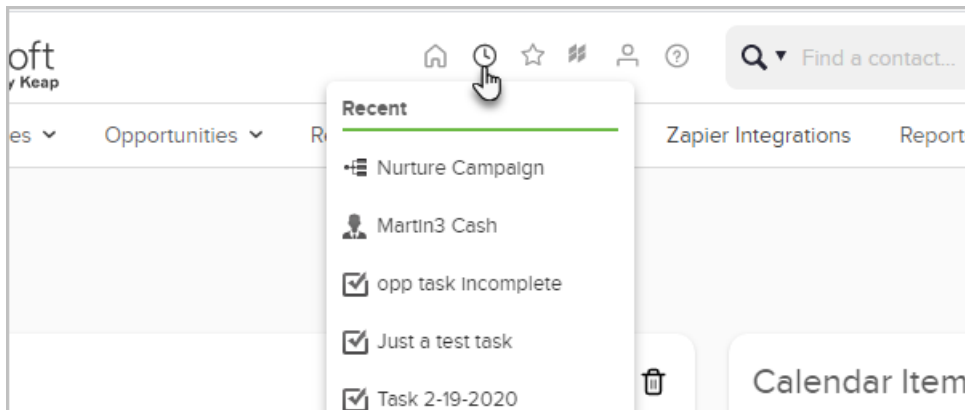 oft
y Keap
Find a contact...
Recent
es
Opportunities
R
Zapier Integrations
Report
Nurture Campaign
Martin3 Cash
opp task incomplete
Just a test task
Task 2-19-2020
Calendar Item